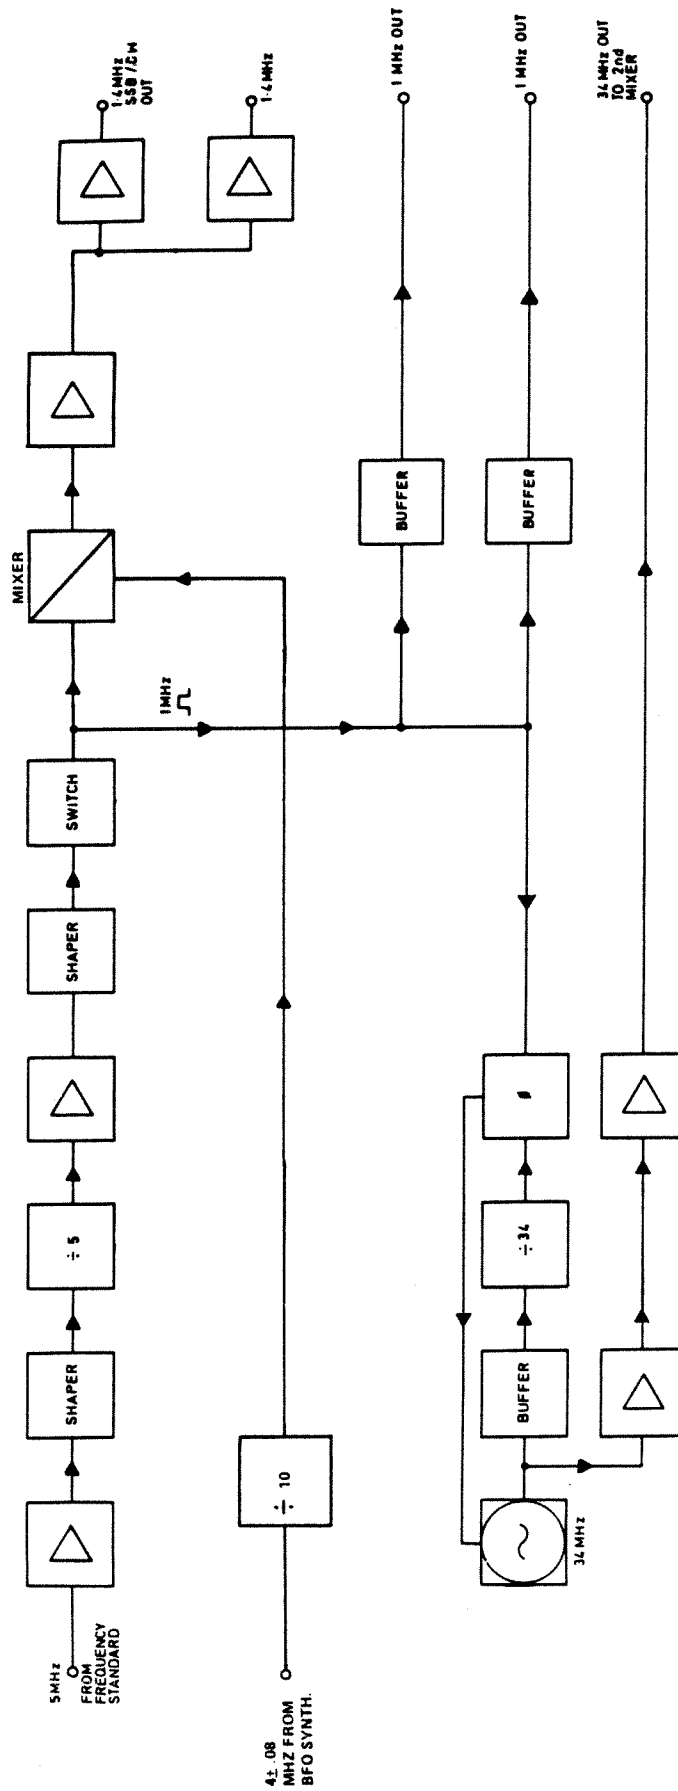 5MHz
FROM
FREQUENCY
STANDARD
SHAPER
÷ 5
SHAPER
SWITCH
MIXER
1·4MHz
SSB /CW
OUT
1·4MHz
1MHz
4± .08
MHZ FROM
BFO SYNTH.
÷ 10
BUFFER
1 MHz OUT
BUFFER
1 MHz OUT
34 MHz
BUFFER
÷ 34
34 MHz OUT
TO 2nd
MIXER